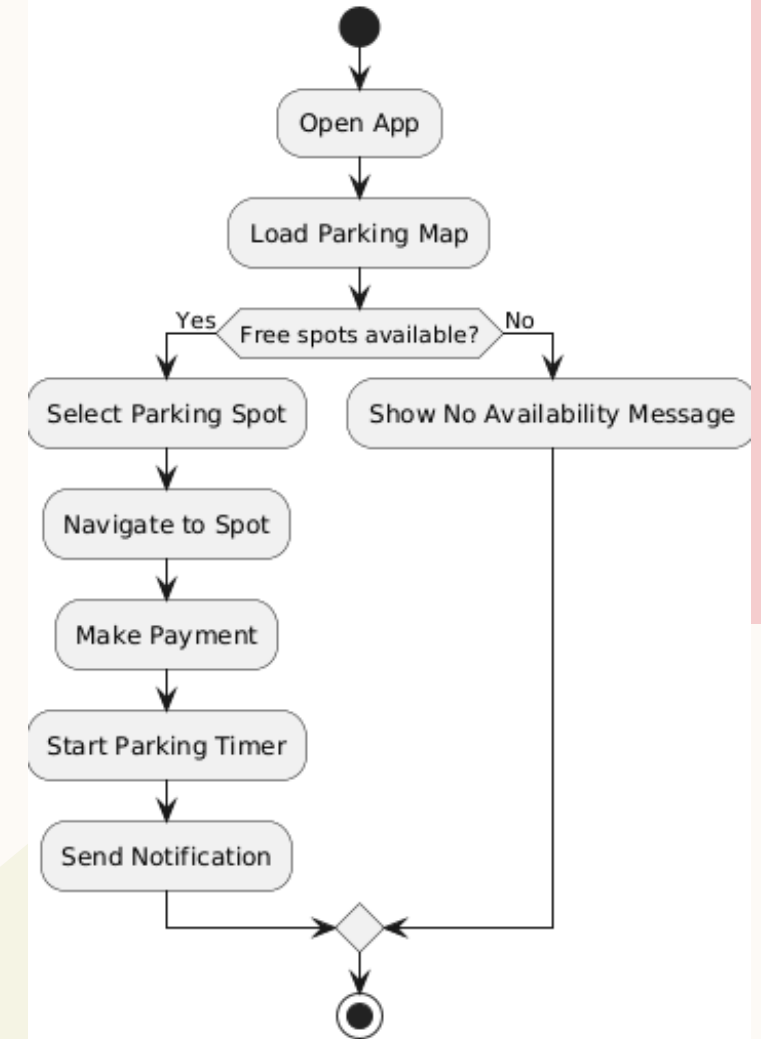 Open App
Load Parking Map
Yes
Free spots available?
No
Select Parking Spot
Show No Availability Message
Navigate to Spot
Make Payment
Start Parking Timer
Send Notification